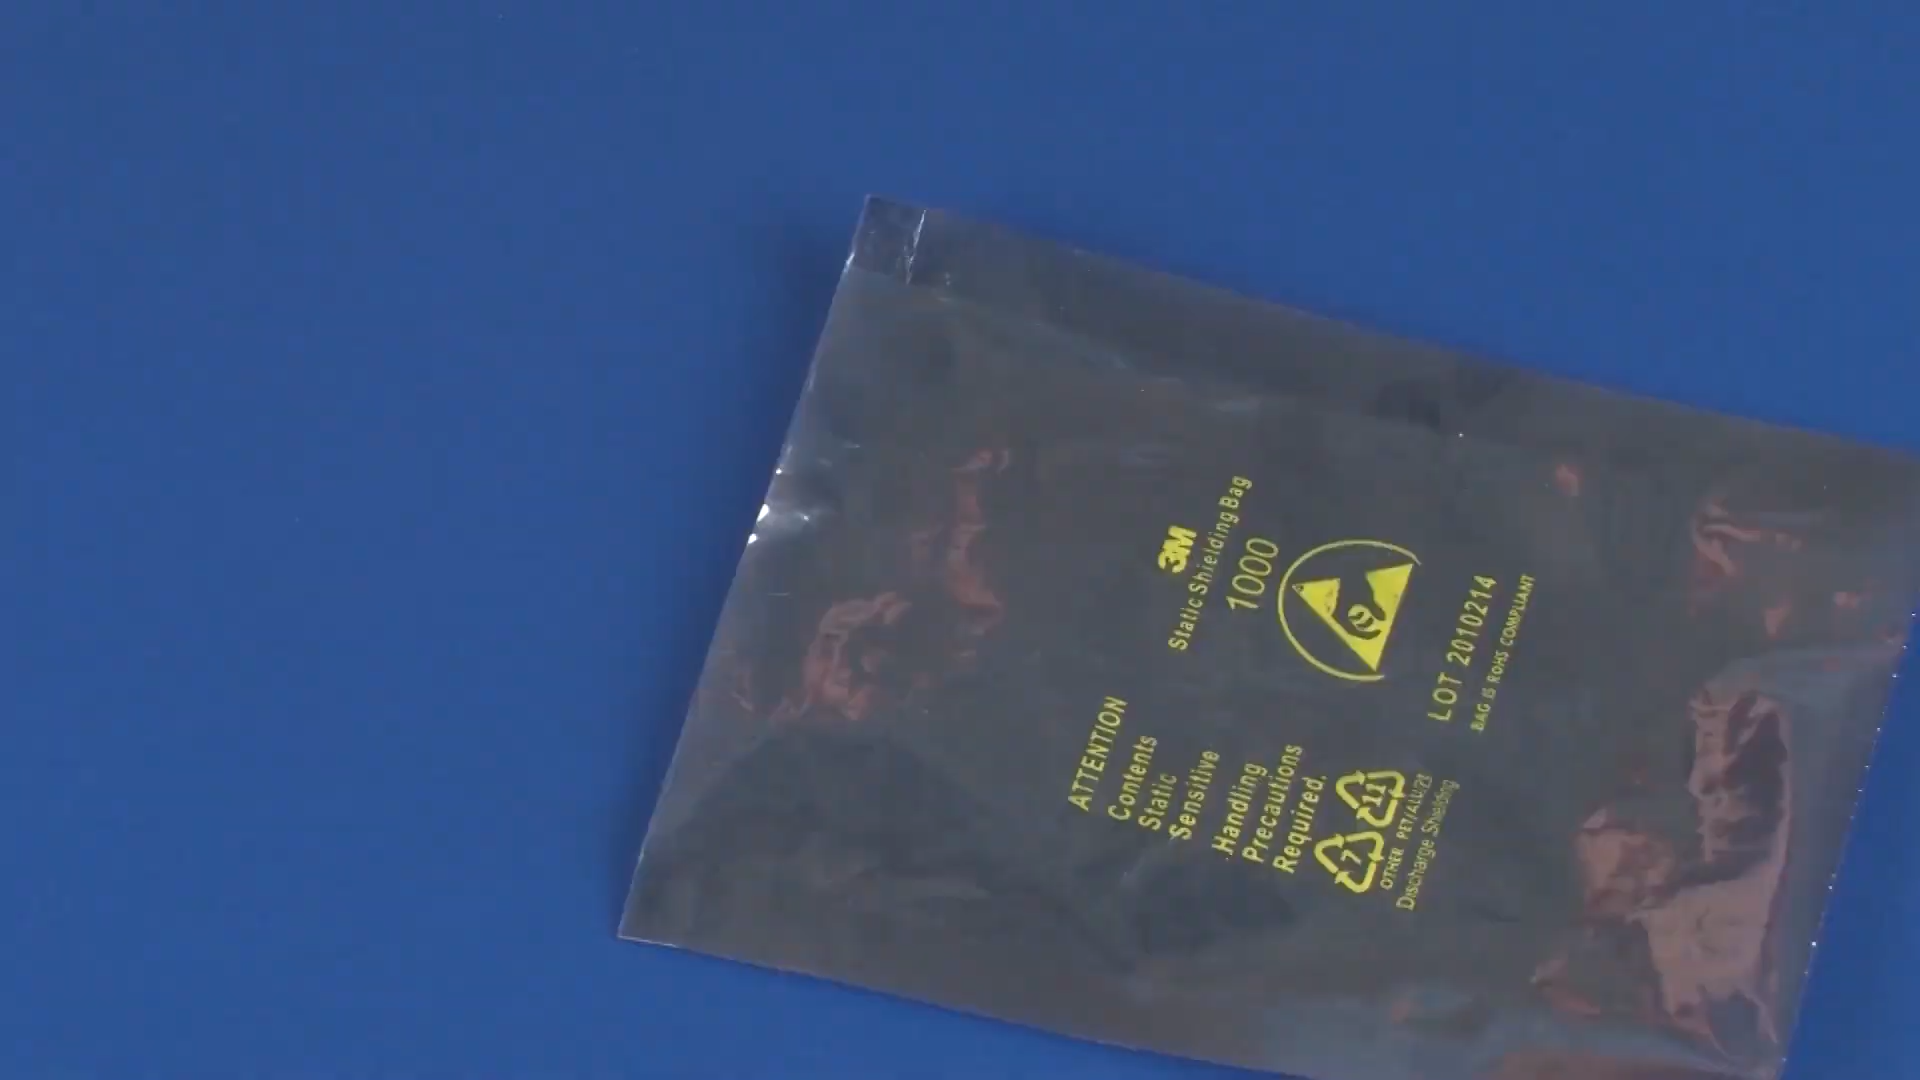 3M
Static Shielding Bag
1000
LOT 2010214
BAG IS ROHS COMPLIANT
ATTENTION
Contents
Static
Sensitive
Handling
Precautions
Required.
7
11
OTHER PET/ALU/23
Discharge Shielding